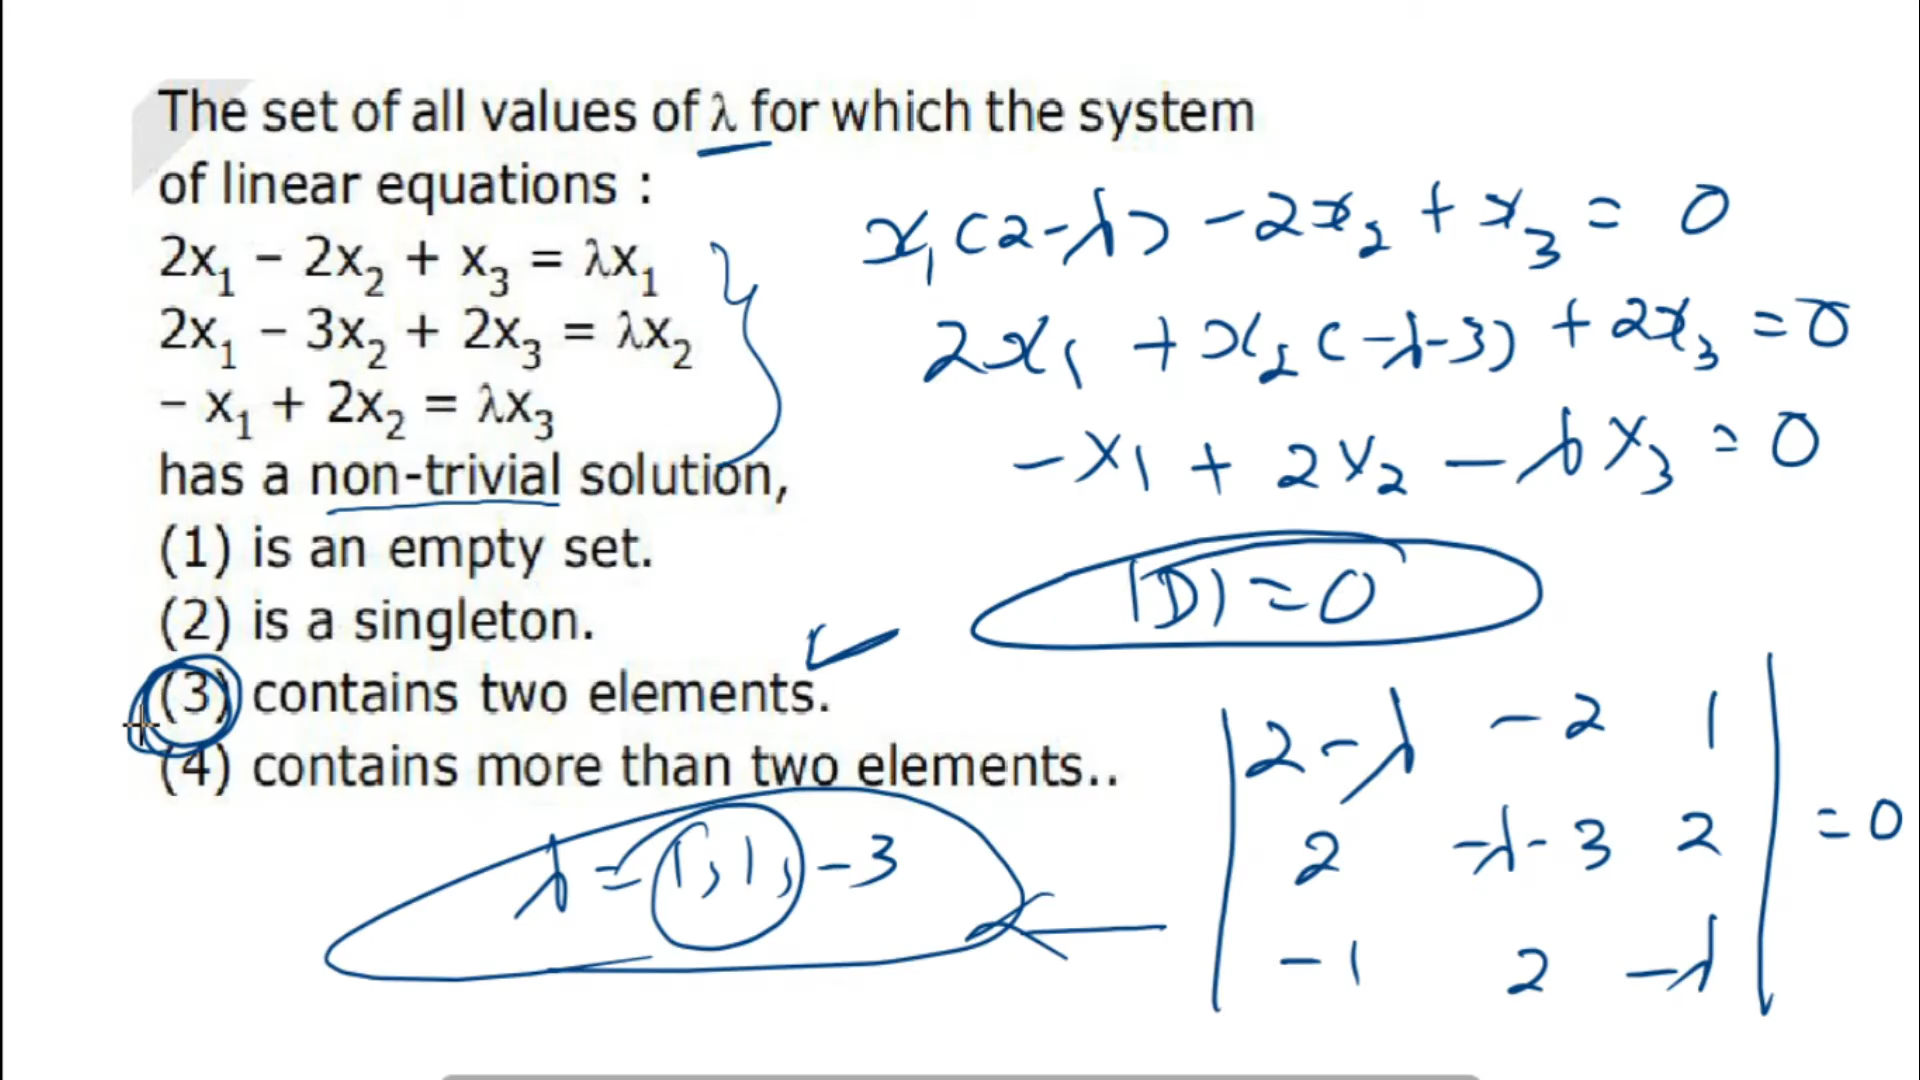 The set of all values of λ for which the system
of linear equations :
2x₁ − 2x₂ + x₃ = λx₁
2x₁ − 3x₂ + 2x₃ = λx₂
− x₁ + 2x₂ = λx₃
has a non-trivial solution,
(1) is an empty set.
(2) is a singleton.
(3) contains two elements.
(4) contains more than two elements..
x₁(2-λ) - 2x₂ + x₃ = 0
2x₁ + x₂(-λ-3) + 2x₃ = 0
-x₁ + 2x₂ - λx₃ = 0
|D| = 0
2-λ -2 1
2 -λ-3 2 = 0
-1 2 -λ
λ = 1, 1, -3